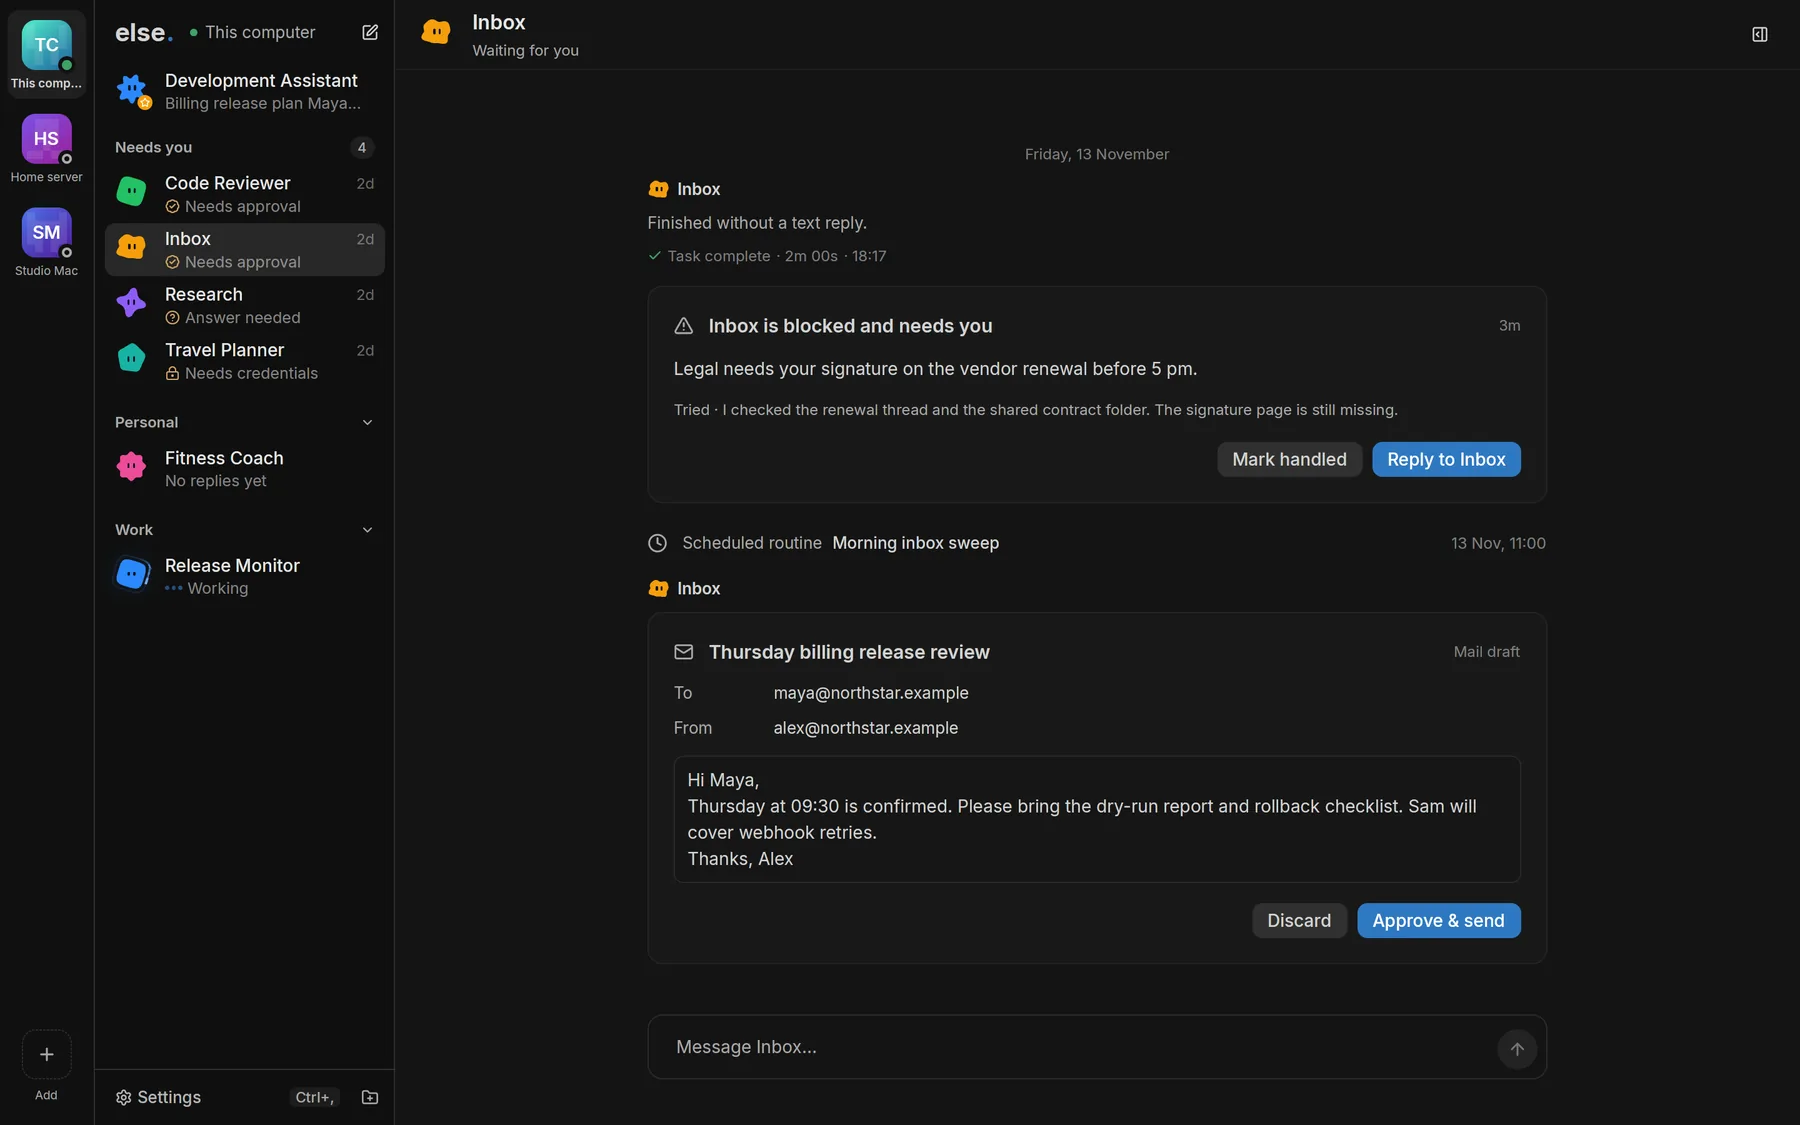 TC
This comp...
HS
Home server
SM
Studio Mac
Add
else.
This computer
Development Assistant
Billing release plan Maya...
Needs you
4
Code Reviewer
2d
Needs approval
Inbox
2d
Needs approval
Research
2d
Answer needed
Travel Planner
2d
Needs credentials
Personal
Fitness Coach
No replies yet
Work
Release Monitor
Working
Settings
Ctrl+,
Inbox
Waiting for you
Friday, 13 November
Inbox
Finished without a text reply.
Task complete · 2m 00s · 18:17
Inbox is blocked and needs you
3m
Legal needs your signature on the vendor renewal before 5 pm.
Tried · I checked the renewal thread and the shared contract folder. The signature page is still missing.
Mark handled
Reply to Inbox
Scheduled routine Morning inbox sweep
13 Nov, 11:00
Inbox
Thursday billing release review
Mail draft
To
maya@northstar.example
From
alex@northstar.example
Hi Maya,
Thursday at 09:30 is confirmed. Please bring the dry-run report and rollback checklist. Sam will
cover webhook retries.
Thanks, Alex
Discard
Approve & send
Message Inbox...